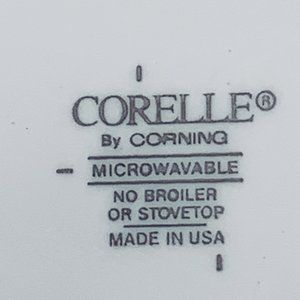 CORELLE®
By CORNING
MICROWAVABLE
NO BROILER
OR STOVETOP
MADE IN USA